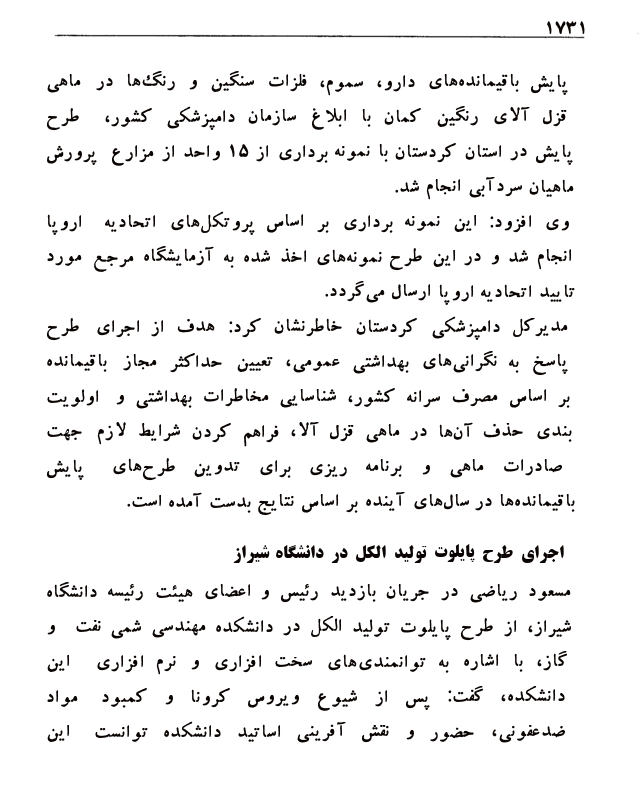 ۱۷۳۱
پایش باقیمانده‌های دارو، سموم، فلزات سنگین و رنگ‌ها در ماهی
قزل آلای رنگین کمان با ابلاغ سازمان دامپزشکی کشور، طرح
پایش در استان کردستان با نمونه برداری از ۱۵ واحد از مزارع پرورش
ماهیان سردآبی انجام شد.
وی افزود: این نمونه برداری بر اساس پروتکل‌های اتحادیه اروپا
انجام شد و در این طرح نمونه‌های اخذ شده به آزمایشگاه مرجع مورد
تایید اتحادیه اروپا ارسال می‌گردد.
مدیرکل دامپزشکی کردستان خاطرنشان کرد: هدف از اجرای طرح
پاسخ به نگرانی‌های بهداشتی عمومی، تعیین حداکثر مجاز باقیمانده
بر اساس مصرف سرانه کشور، شناسایی مخاطرات بهداشتی و اولویت
بندی حذف آن‌ها در ماهی قزل آلا، فراهم کردن شرایط لازم جهت
صادرات ماهی و برنامه ریزی برای تدوین طرح‌های پایش
باقیمانده‌ها در سال‌های آینده بر اساس نتایج بدست آمده است.
اجرای طرح پایلوت تولید الکل در دانشگاه شیراز
مسعود ریاضی در جریان بازدید رئیس و اعضای هیئت رئیسه دانشگاه
شیراز، از طرح پایلوت تولید الکل در دانشکده مهندسی شمی نفت و
گاز، با اشاره به توانمندی‌های سخت افزاری و نرم افزاری این
دانشکده، گفت: پس از شیوع ویروس کرونا و کمبود مواد
ضدعفونی، حضور و نقش آفرینی اساتید دانشکده توانست این